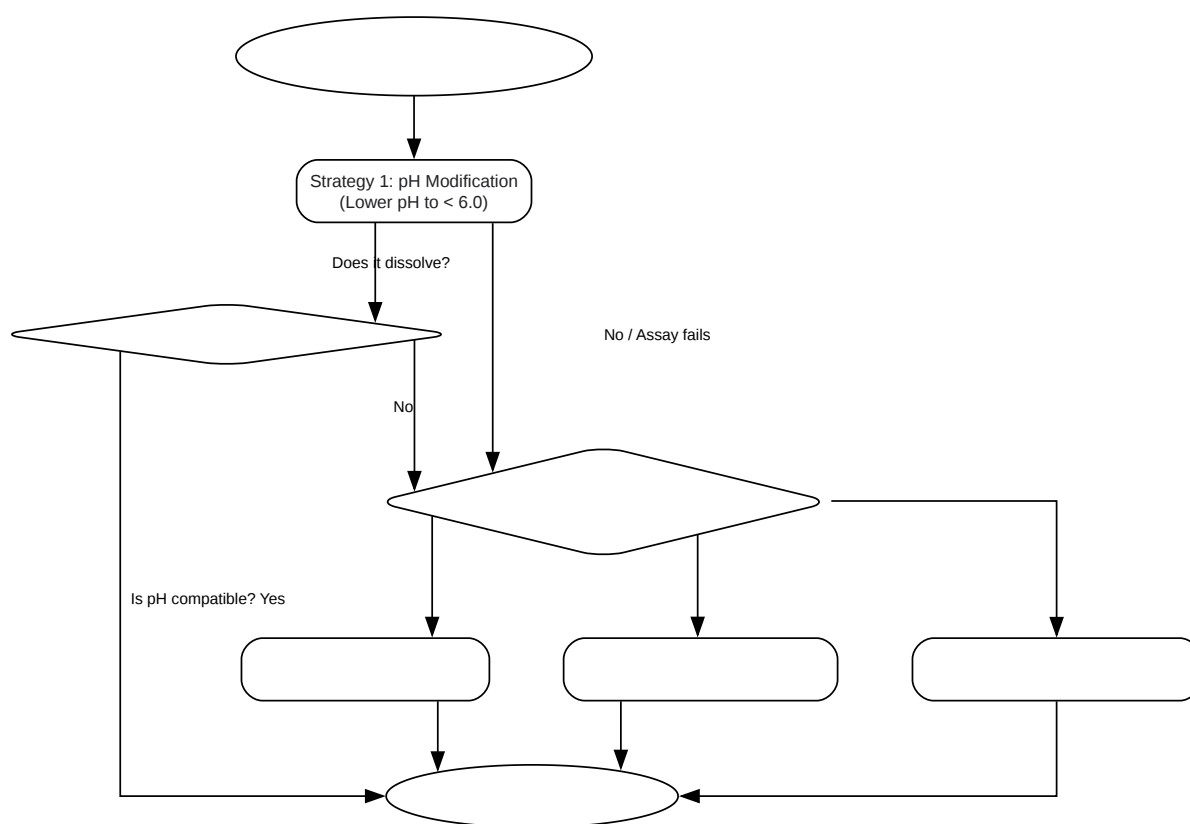 Strategy 1: pH Modification
(Lower pH to < 6.0)
Does it dissolve?
No / Assay fails
No
Is pH compatible? Yes